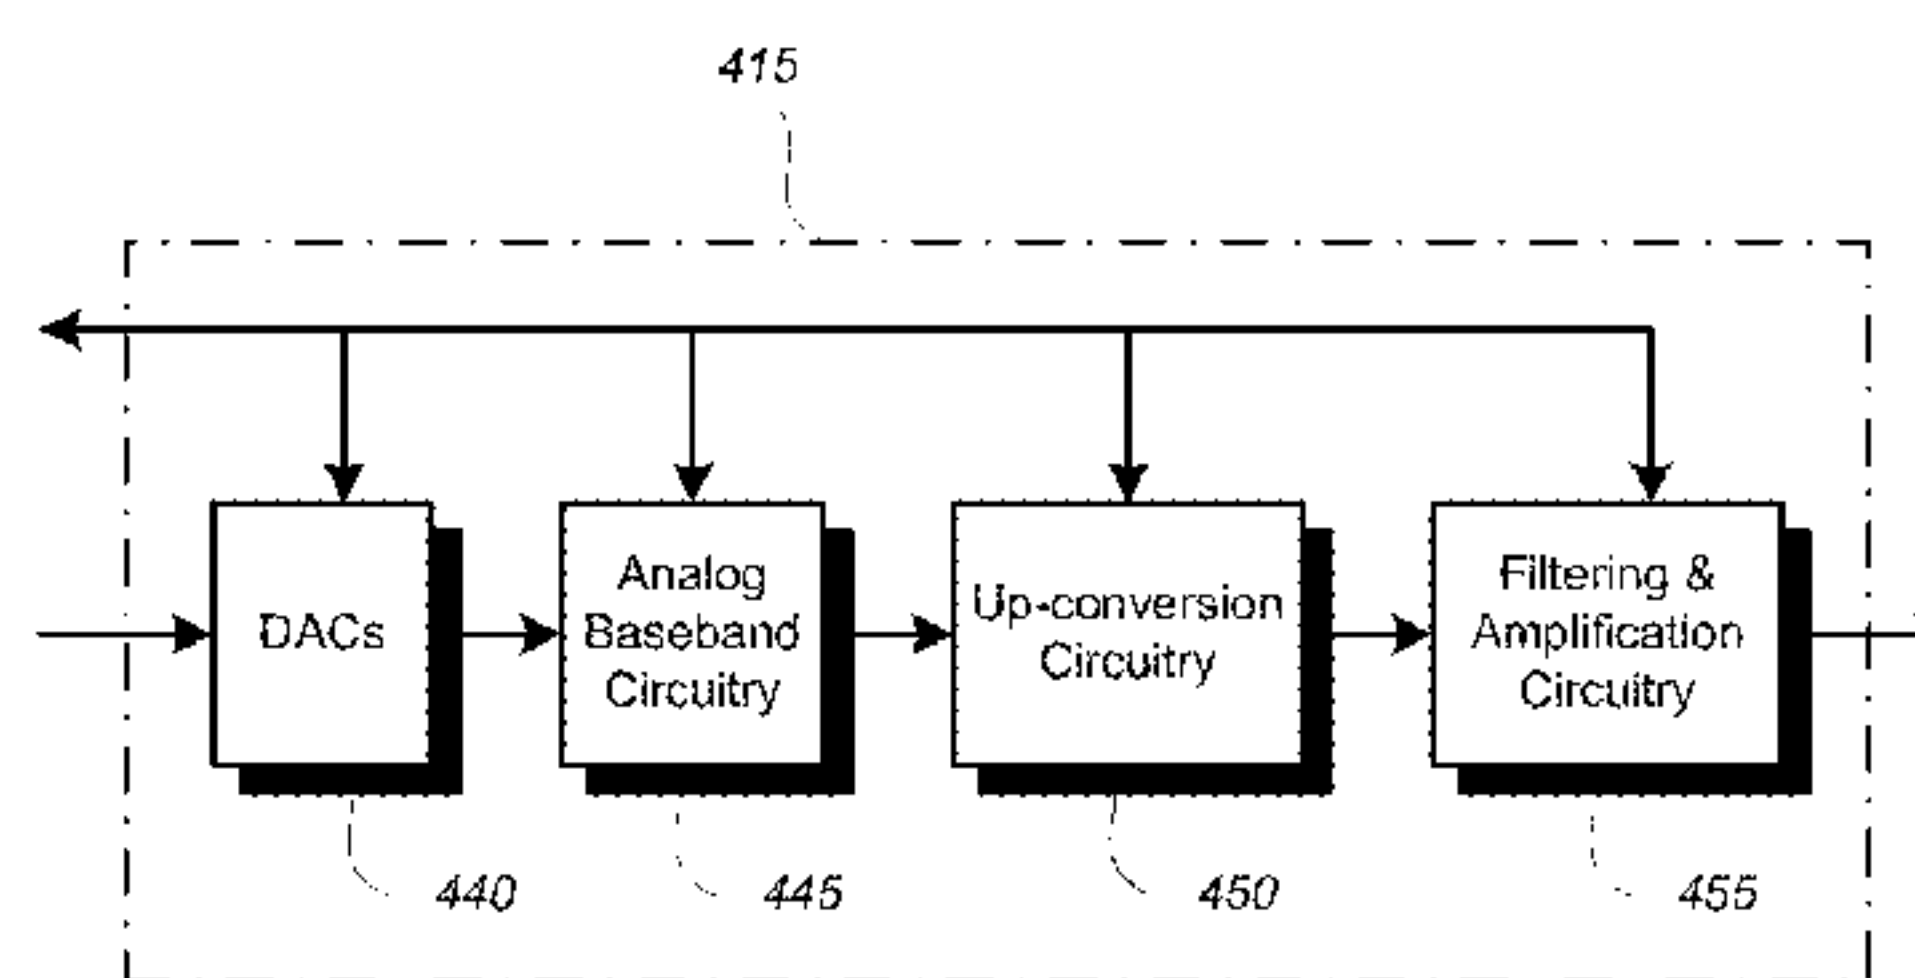 415
DACs
Analog
Baseband
Circuitry
Up-conversion
Circuitry
Filtering &
Amplification
Circuitry
440
445
450
455